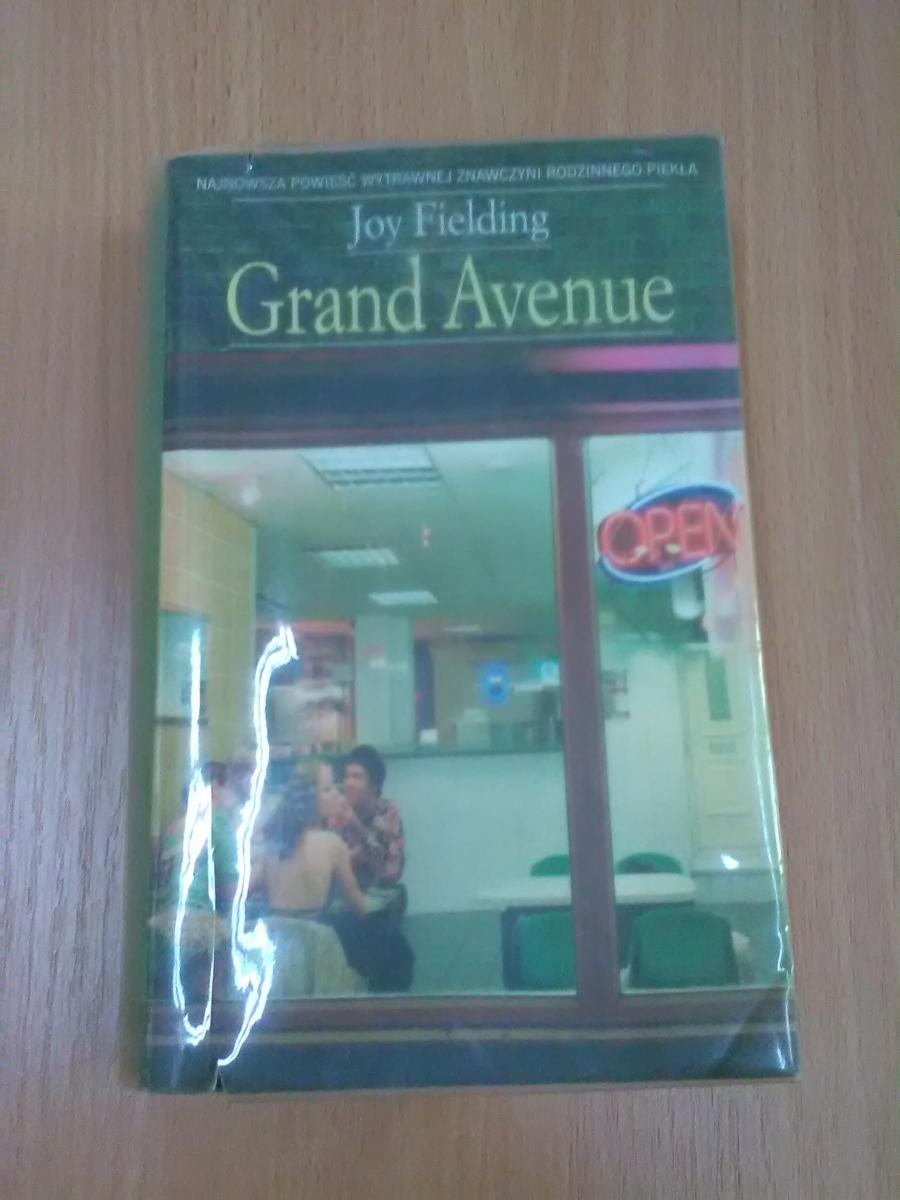 NAJNOWSZA POWIEŚĆ WYTRAWNEJ ZNAWCZYNI RODZINNEGO PIEKŁA
Joy Fielding
Grand Avenue
OPEN